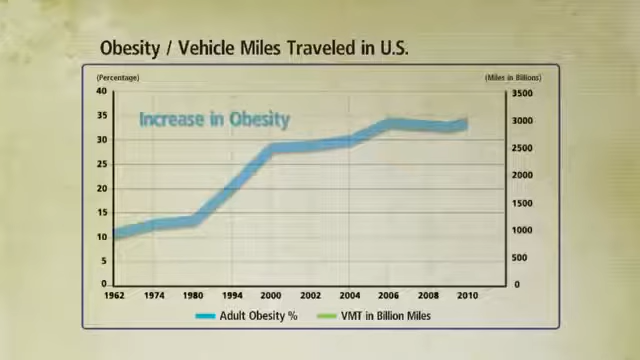 Obesity / Vehicle Miles Traveled in U.S.
(Percentage) (Miles in Billions)
40 3500
35 3000
30 2500
25 2000
20 1500
15 1000
10 500
5 0
0
Increase in Obesity
1962 1974 1980 1994 2000 2002 2004 2006 2008 2010
Adult Obesity % VMT in Billion Miles